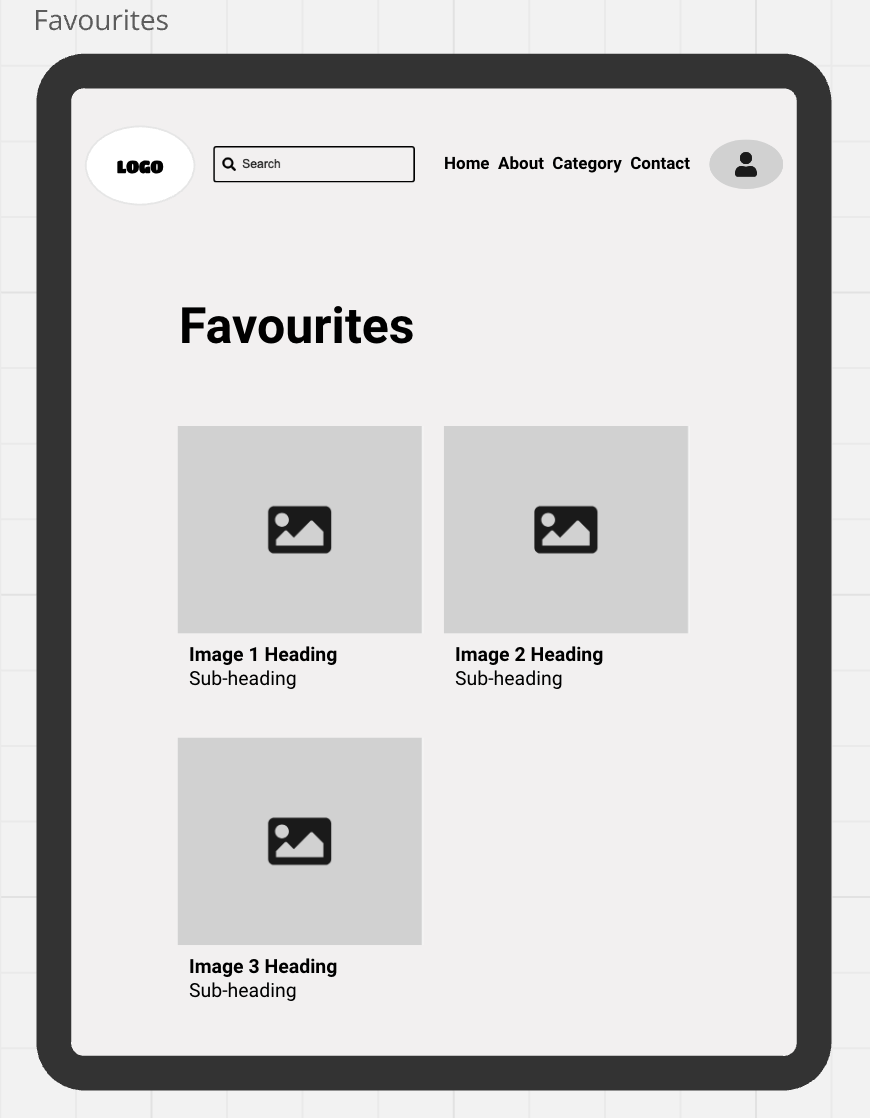 Favourites
LOGO
Search
Home About Category Contact
Favourites
Image 1 Heading
Sub-heading
Image 2 Heading
Sub-heading
Image 3 Heading
Sub-heading